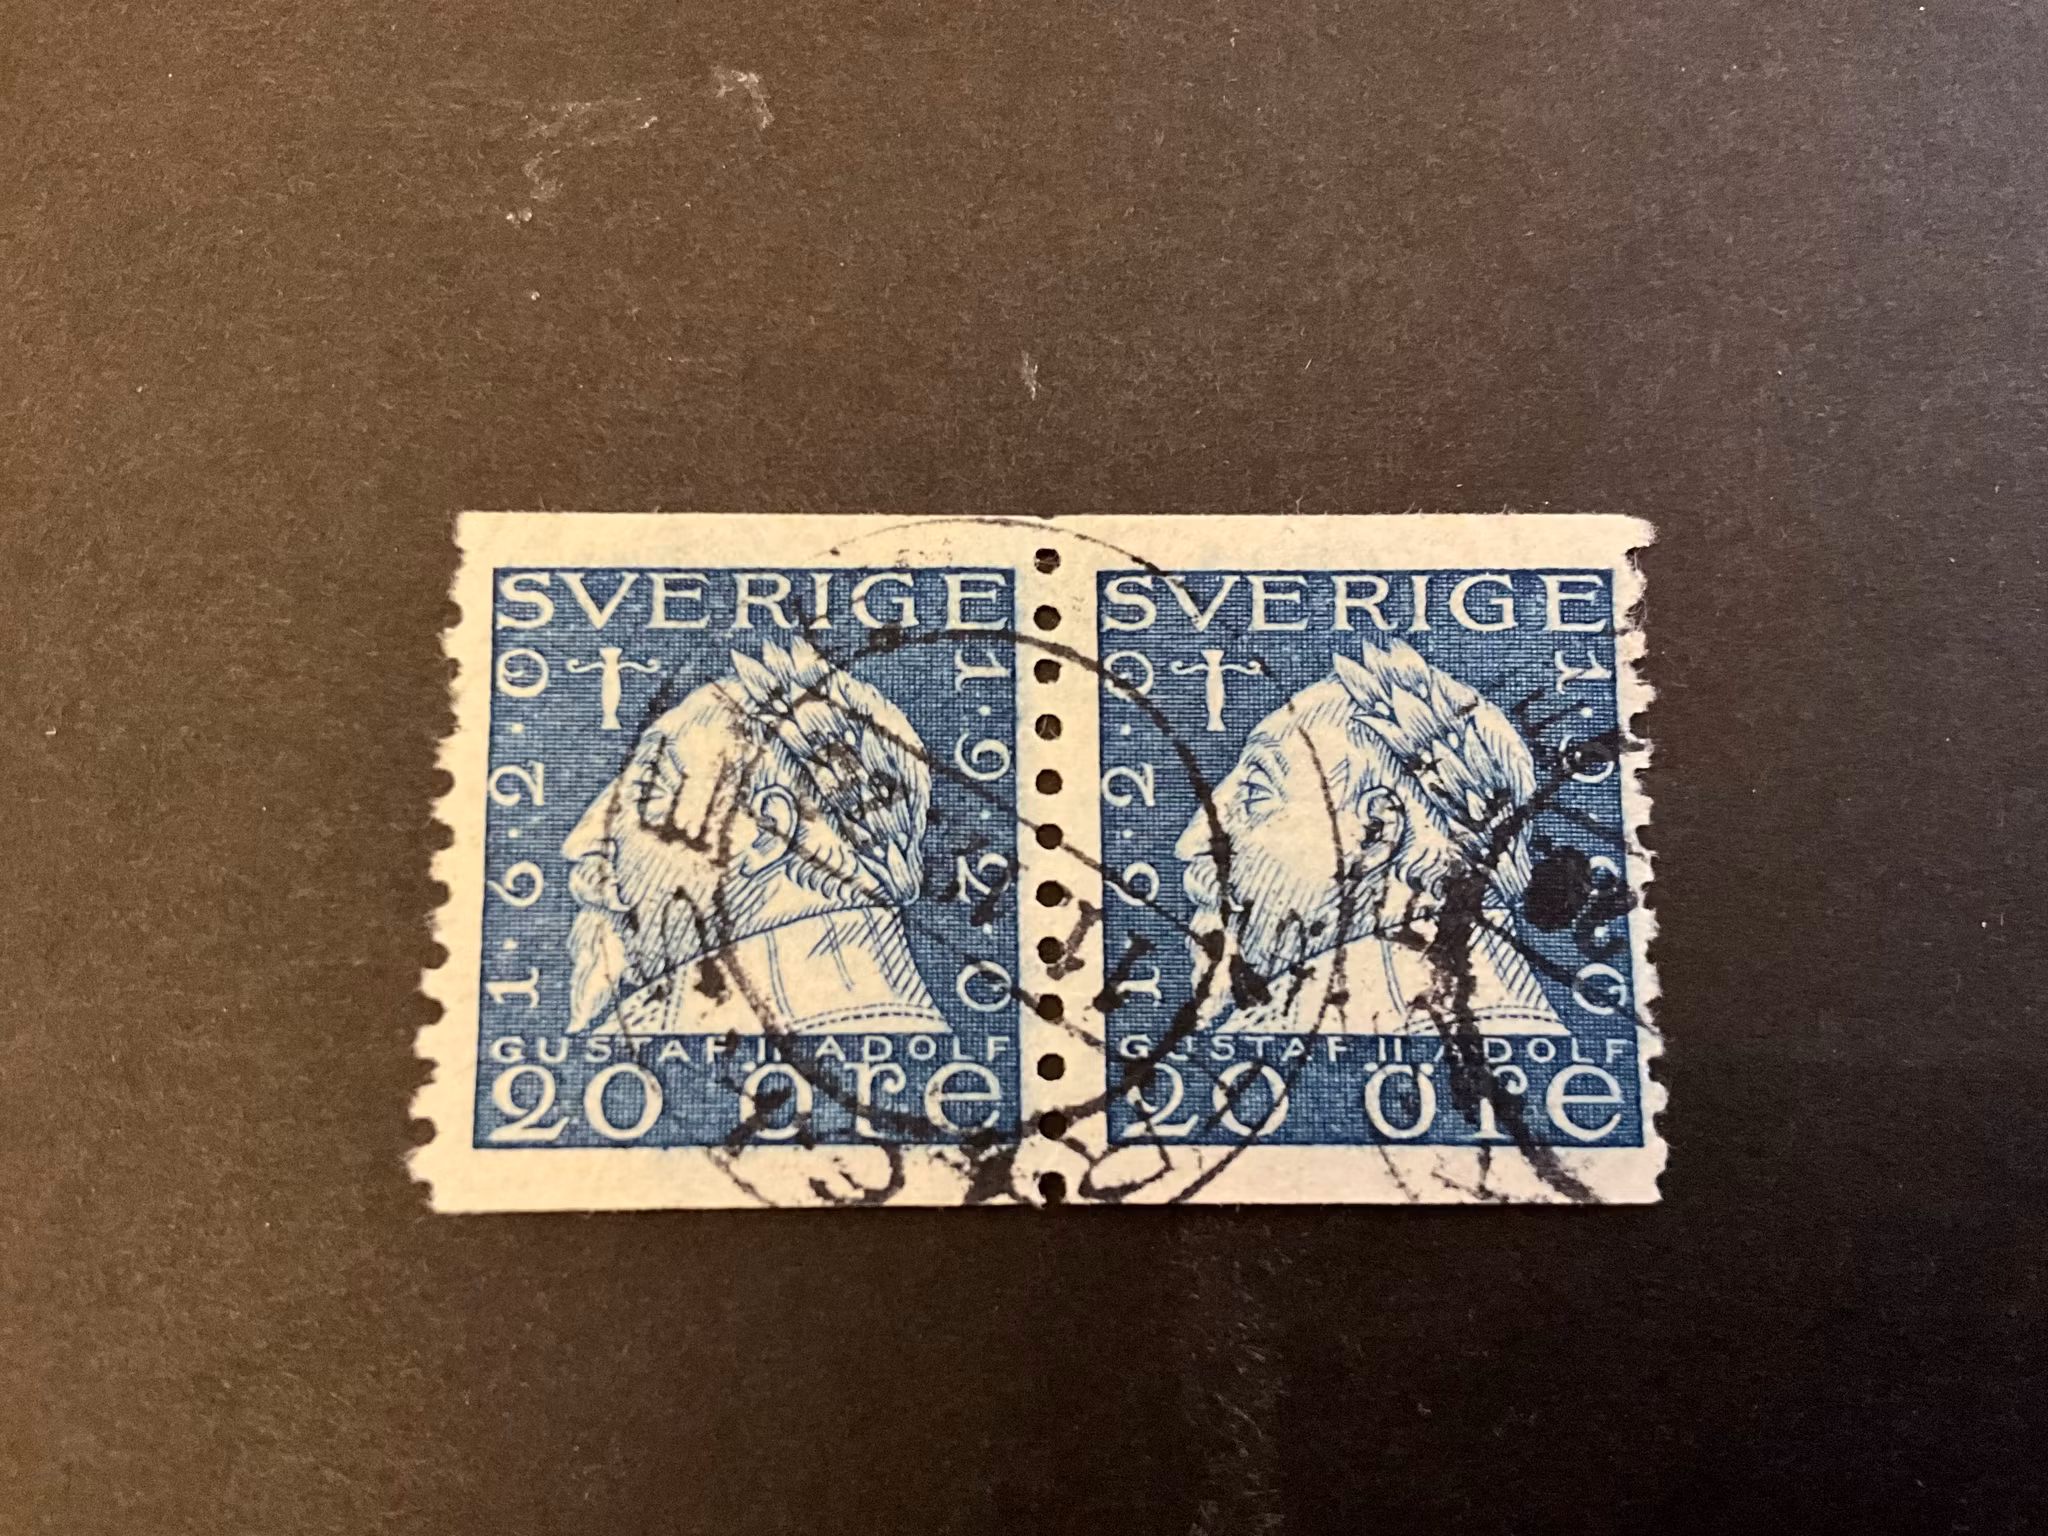 SVERIGE
1·6·2·0
1·9·2·0
GUSTAF II ADOLF
20 öre
SVERIGE
1·6·2·0
1·9·2·0
GUSTAF II ADOLF
20 öre